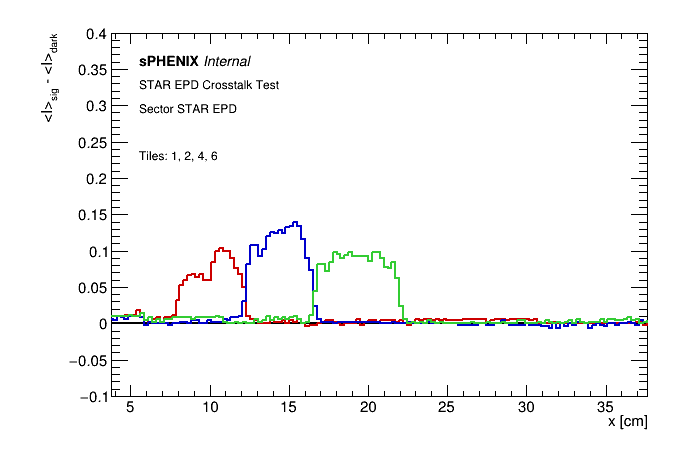 <I>sig - <I>dark
0.4
0.35
0.3
0.25
0.2
0.15
0.1
0.05
0
−0.05
−0.1
sPHENIX Internal
STAR EPD Crosstalk Test
Sector STAR EPD
Tiles: 1, 2, 4, 6
5 10 15 20 25 30 35
x [cm]